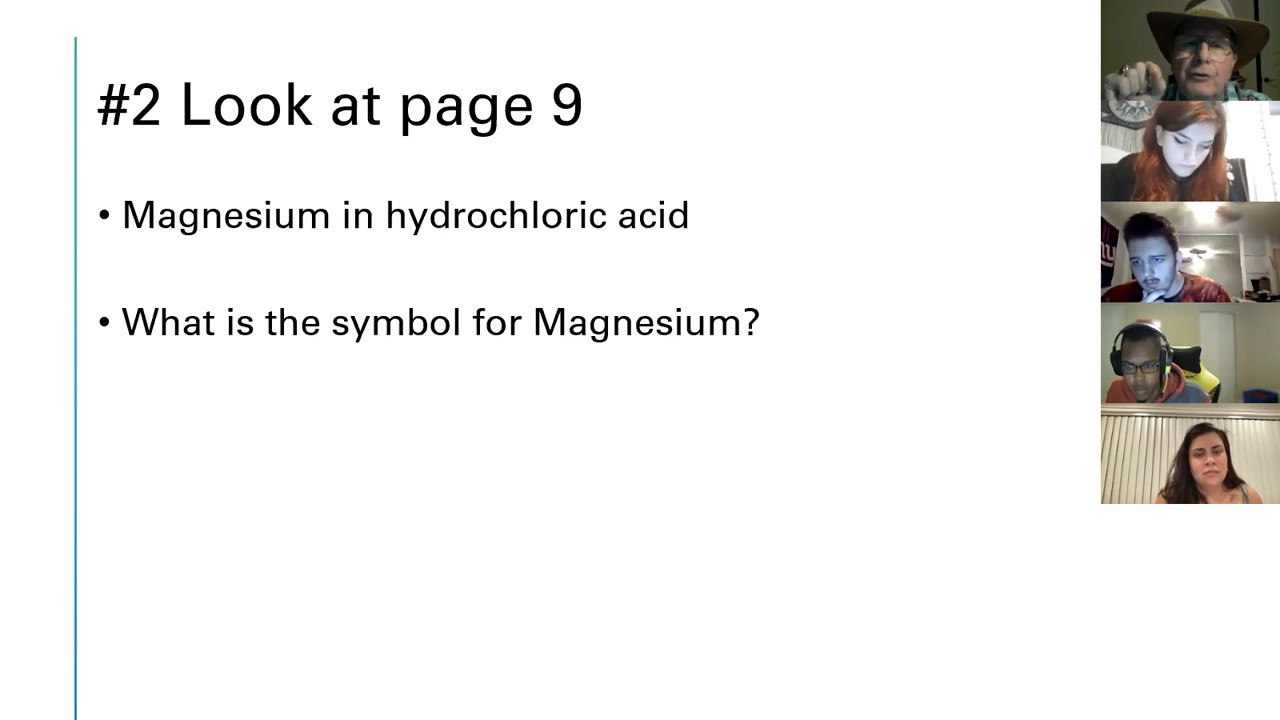 #2 Look at page 9
• Magnesium in hydrochloric acid
• What is the symbol for Magnesium?